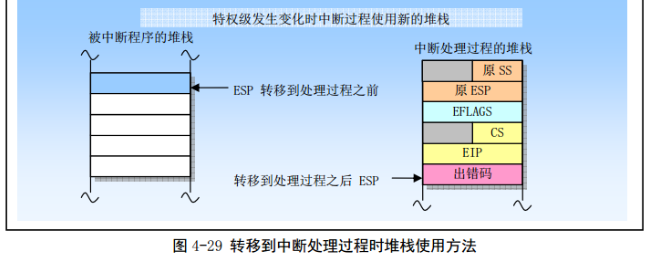 特权级发生变化时中断过程使用新的堆栈
被中断程序的堆栈
中断处理过程的堆栈
原 SS
ESP 转移到处理过程之前
原 ESP
EFLAGS
CS
EIP
转移到处理过程之后 ESP
出错码
图 4-29 转移到中断处理过程时堆栈使用方法